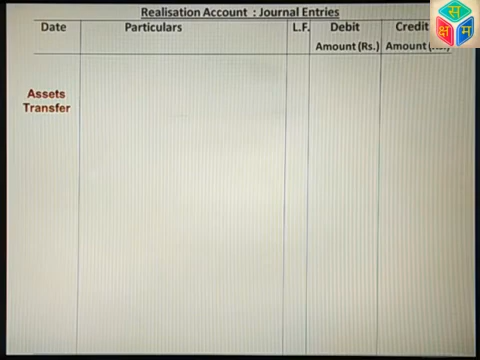 Realisation Account : Journal Entries
Date Particulars L.F. Debit Credit
Amount (Rs.) Amount
Assets
Transfer
स
क्ष म